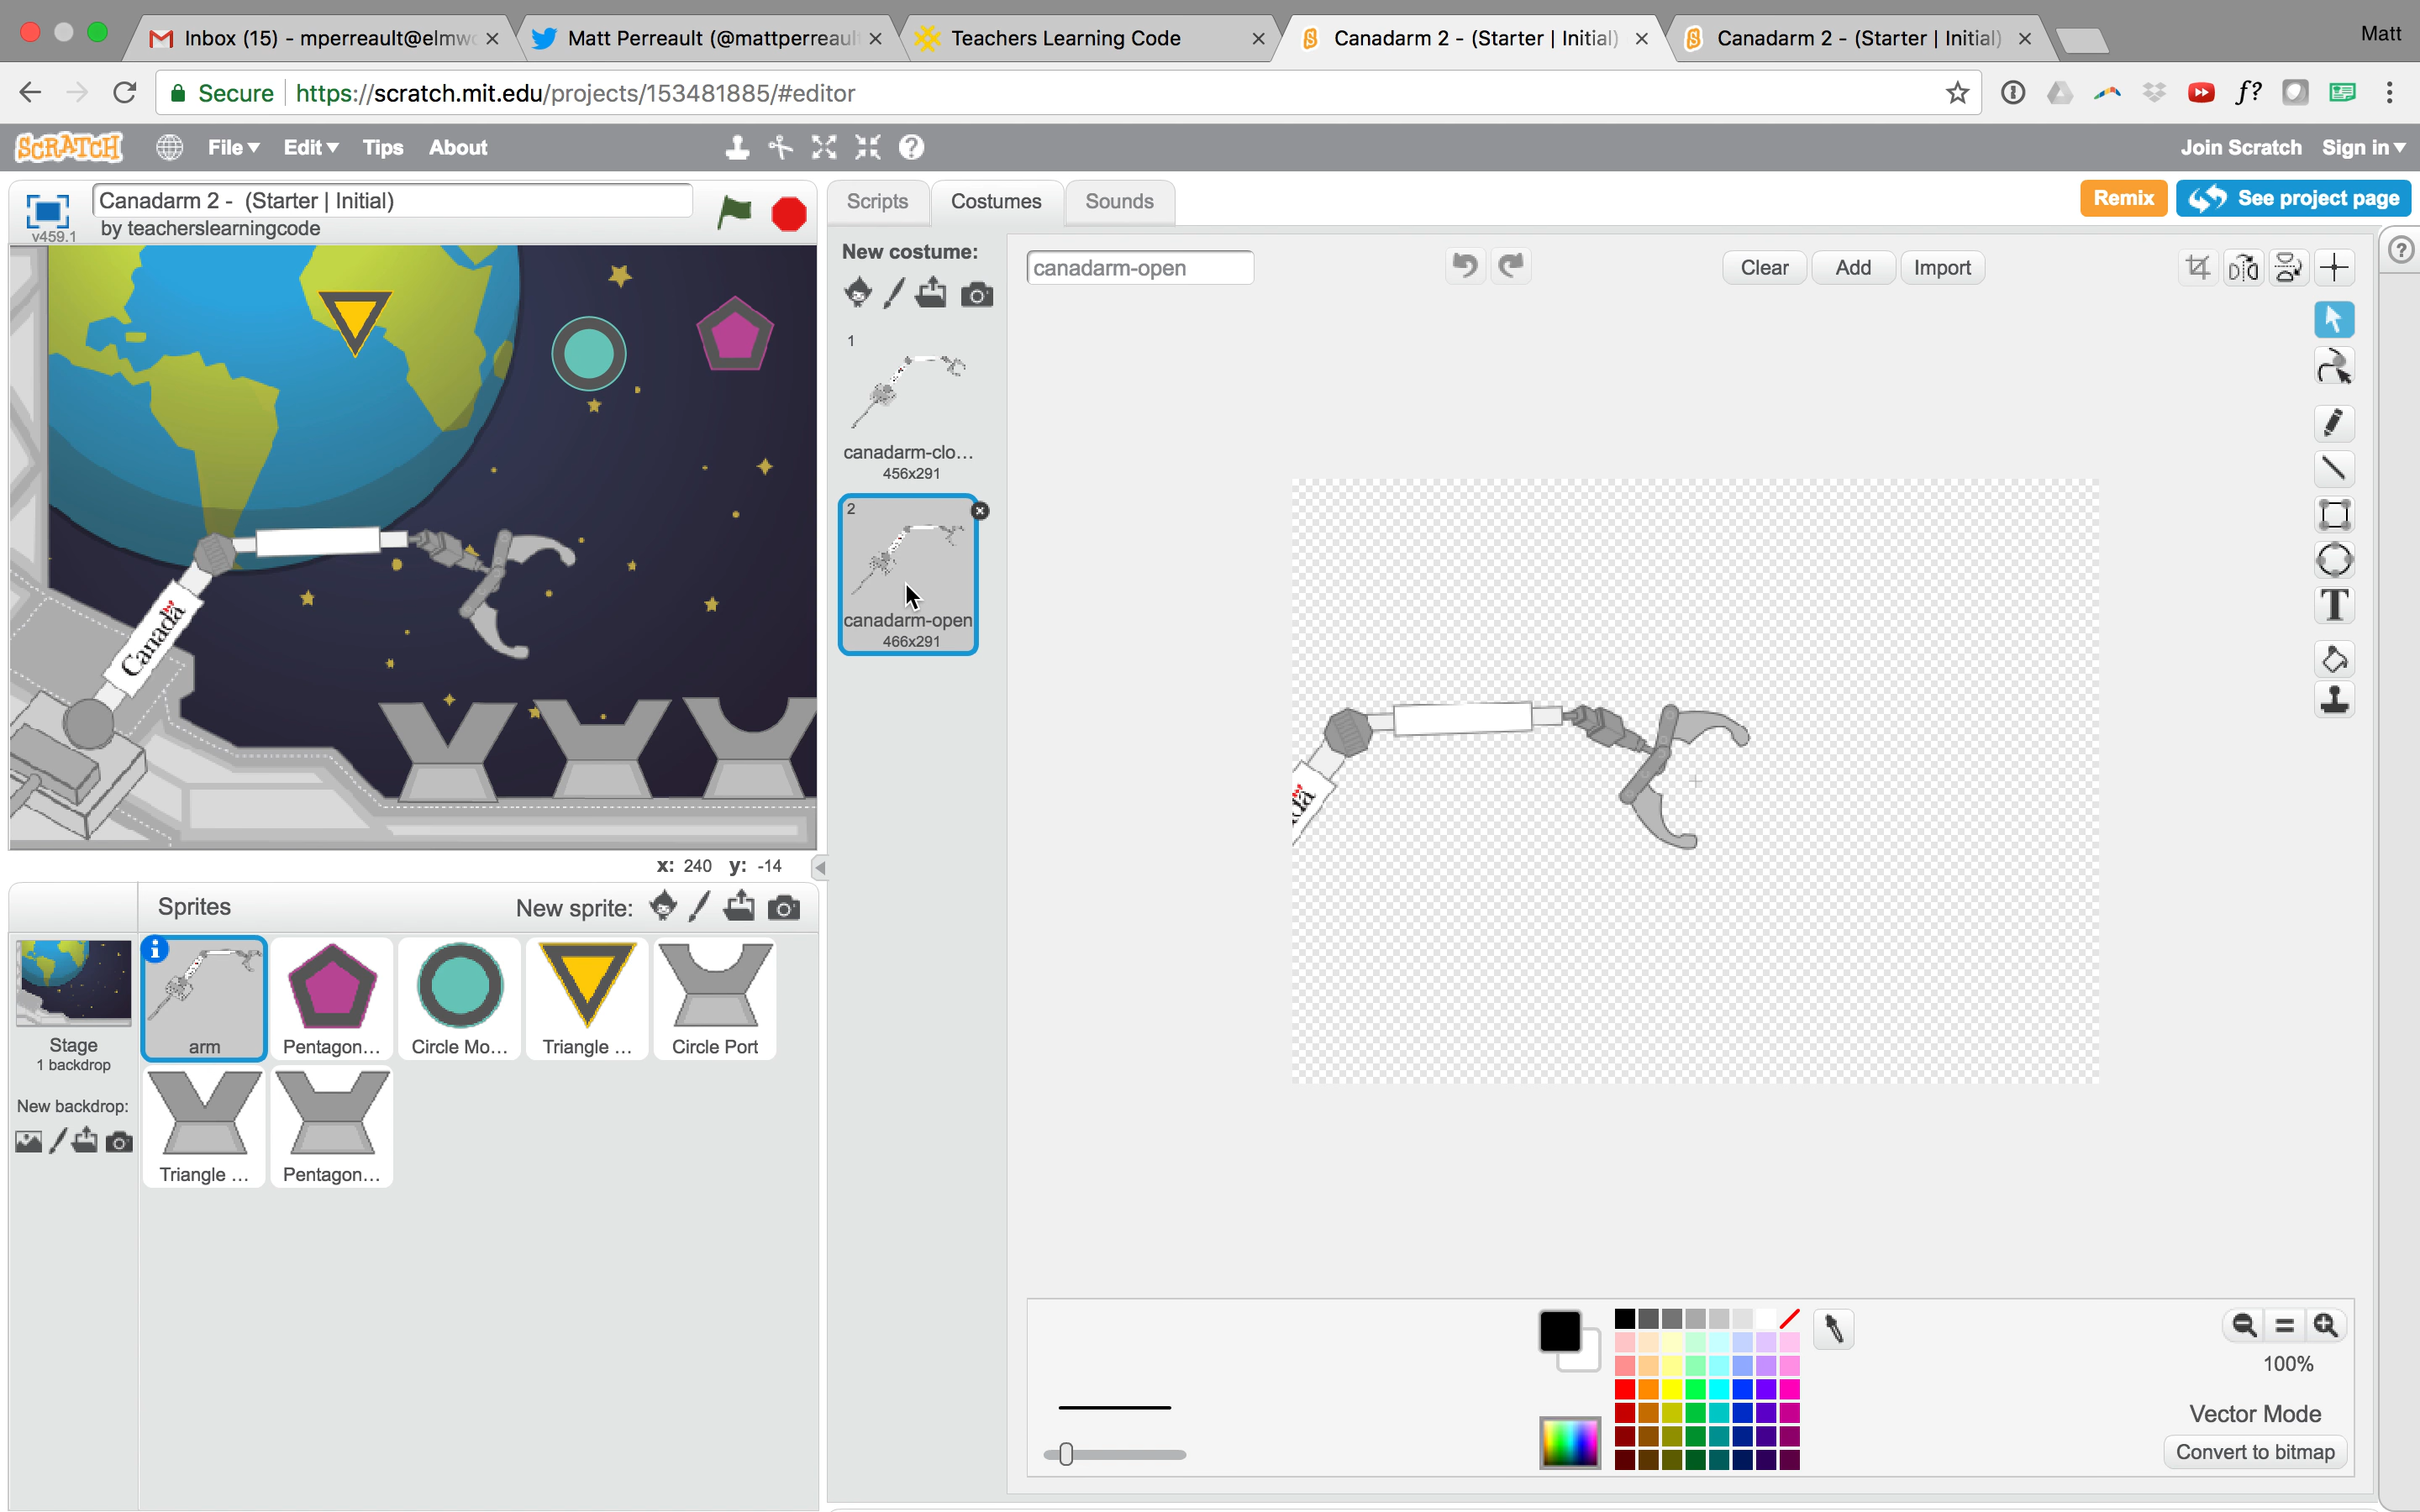 Inbox (15) - mperreault@elmwo
Matt Perreault (@mattperreaul
Teachers Learning Code
Canadarm 2 - (Starter | Initial)
Canadarm 2 - (Starter | Initial)
Matt
Secure
https://scratch.mit.edu/projects/153481885/#editor
f?
SCRATCH
File
Edit
Tips
About
Join Scratch
Sign in
Canadarm 2 - (Starter | Initial)
by teacherslearningcode
v459.1
Scripts
Costumes
Sounds
Remix
See project page
New costume:
canadarm-open
Clear
Add
Import
1
canadarm-clo...
456x291
2
canadarm-open
466x291
Canada
ada
T
x: 240 y: -14
Sprites
New sprite:
Stage
1 backdrop
New backdrop:
arm
Pentagon...
Circle Mo...
Triangle ...
Circle Port
Triangle ...
Pentagon...
100%
Vector Mode
Convert to bitmap